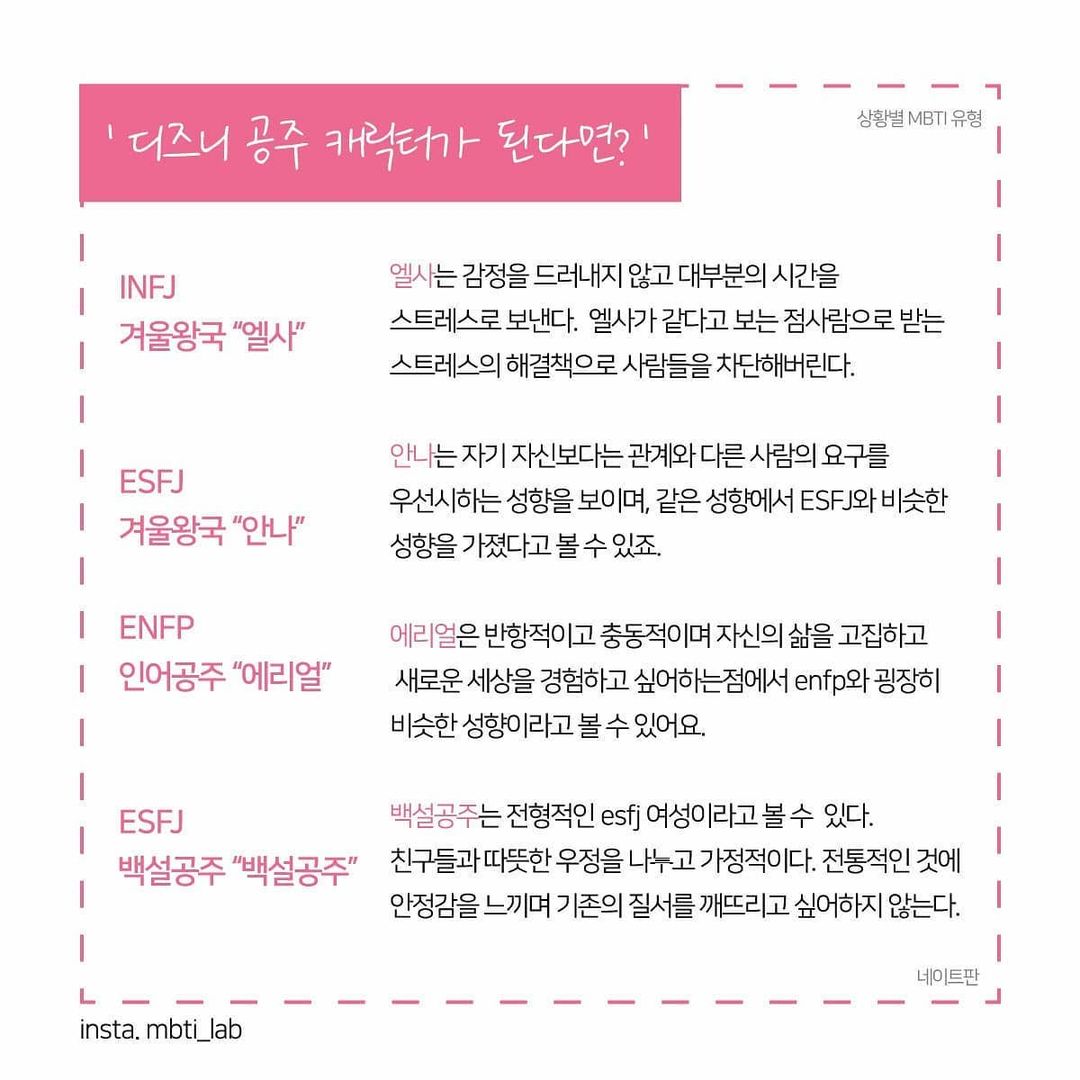 ' 디즈니 공주 캐릭터가 된다면? '
상황별 MBTI 유형
INFJ
겨울왕국 “엘사”
엘사는 감정을 드러내지 않고 대부분의 시간을
스트레스로 보낸다. 엘사가 같다고 보는 점사람으로 받는
스트레스의 해결책으로 사람들을 차단해버린다.
ESFJ
겨울왕국 “안나”
안나는 자기 자신보다는 관계와 다른 사람의 요구를
우선시하는 성향을 보이며, 같은 성향에서 ESFJ와 비슷한
성향을 가졌다고 볼 수 있죠.
ENFP
인어공주 “에리얼”
에리얼은 반항적이고 충동적이며 자신의 삶을 고집하고
새로운 세상을 경험하고 싶어하는점에서 enfp와 굉장히
비슷한 성향이라고 볼 수 있어요.
ESFJ
백설공주 “백설공주”
백설공주는 전형적인 esfj 여성이라고 볼 수 있다.
친구들과 따뜻한 우정을 나누고 가정적이다. 전통적인 것에
안정감을 느끼며 기존의 질서를 깨뜨리고 싶어하지 않는다.
네이트판
insta. mbti_lab